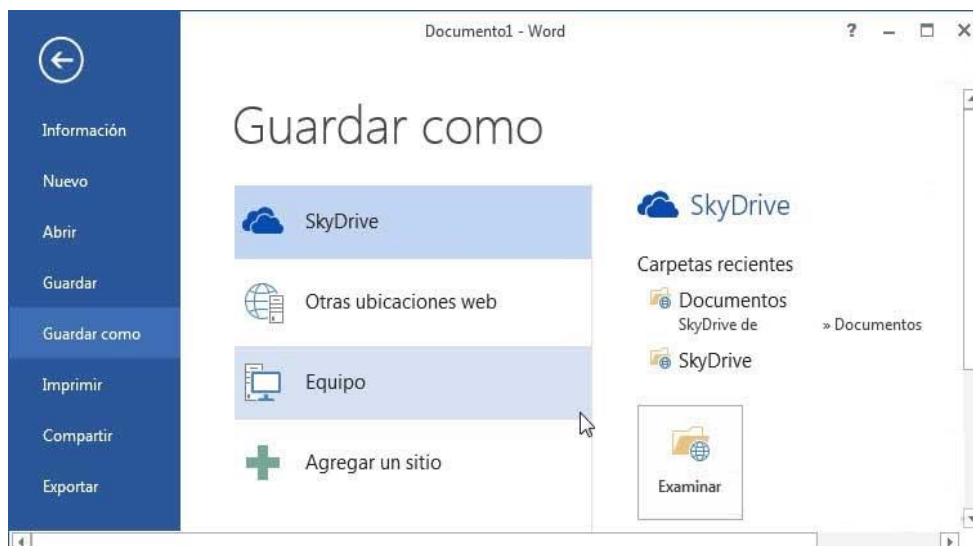 Documento1 - Word
?
Información
Nuevo
Abrir
Guardar
Guardar como
Imprimir
Compartir
Exportar
Guardar como
SkyDrive
Otras ubicaciones web
Equipo
Agregar un sitio
SkyDrive
Carpetas recientes
Documentos
SkyDrive de » Documentos
SkyDrive
Examinar